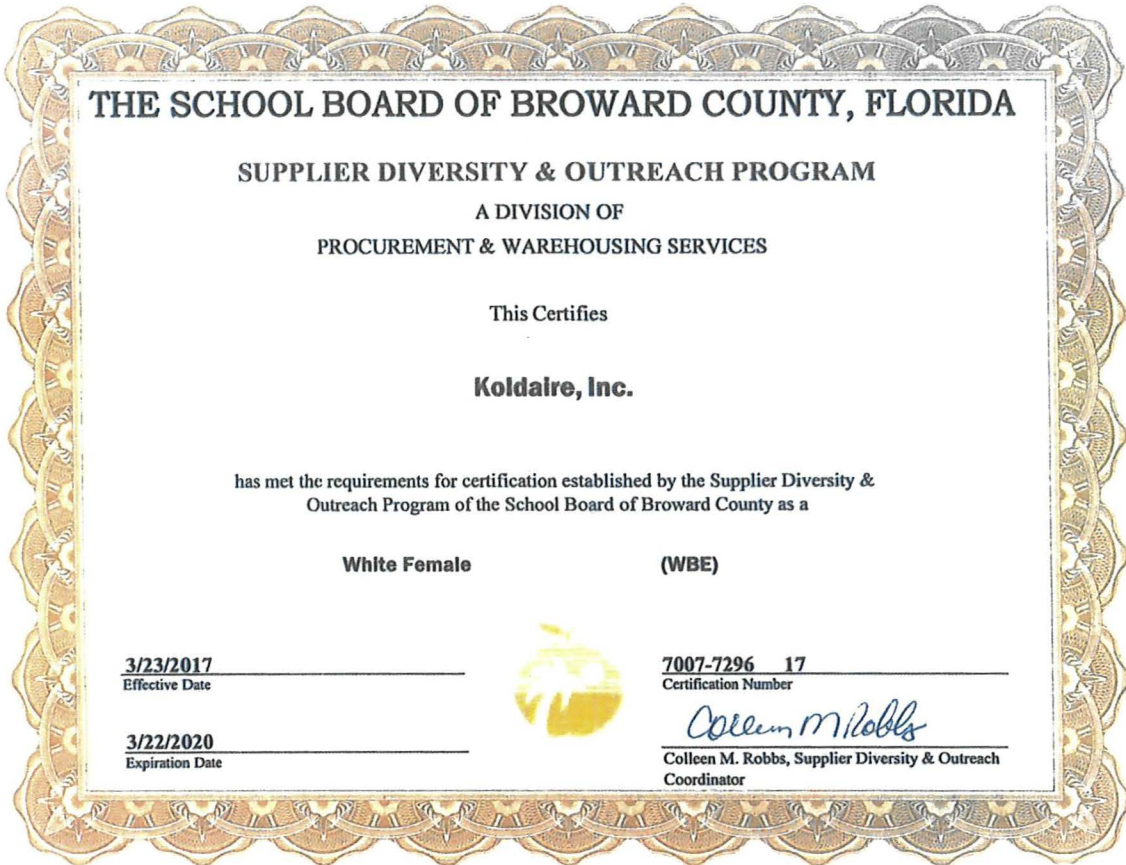 THE SCHOOL BOARD OF BROWARD COUNTY, FLORIDA
SUPPLIER DIVERSITY & OUTREACH PROGRAM
A DIVISION OF
PROCUREMENT & WAREHOUSING SERVICES
This Certifies
Koldaire, Inc.
has met the requirements for certification established by the Supplier Diversity &
Outreach Program of the School Board of Broward County as a
White Female (WBE)
3/23/2017
Effective Date
7007-7296 17
Certification Number
3/22/2020
Expiration Date
Colleen M Robbs
Colleen M. Robbs, Supplier Diversity & Outreach
Coordinator